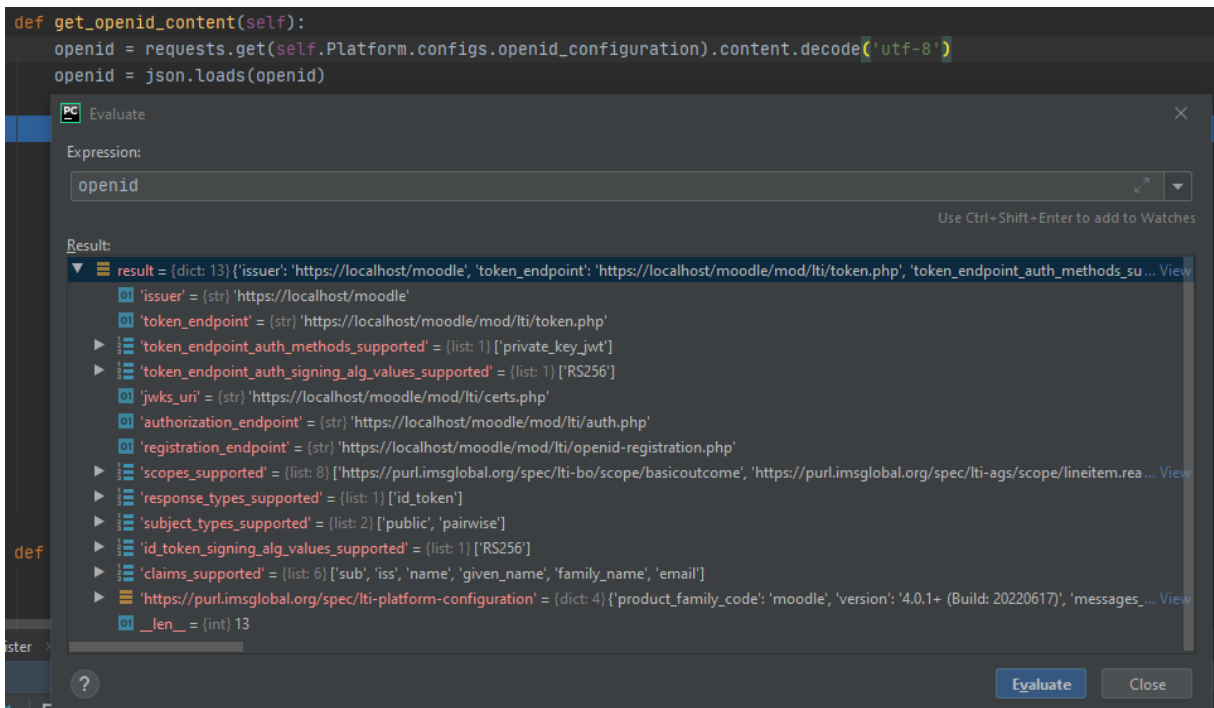 def get_openid_content(self):
openid = requests.get(self.Platform.configs.openid_configuration).content.decode('utf-8')
openid = json.loads(openid)
PC Evaluate
Expression:
openid
Use Ctrl+Shift+Enter to add to Watches
Result:
result = {dict: 13} {'issuer': 'https://localhost/moodle', 'token_endpoint': 'https://localhost/moodle/mod/lti/token.php', 'token_endpoint_auth_methods_su... View
01 'issuer' = {str} 'https://localhost/moodle'
01 'token_endpoint' = {str} 'https://localhost/moodle/mod/lti/token.php'
'token_endpoint_auth_methods_supported' = {list: 1} ['private_key_jwt']
'token_endpoint_auth_signing_alg_values_supported' = {list: 1} ['RS256']
01 'jwks_uri' = {str} 'https://localhost/moodle/mod/lti/certs.php'
01 'authorization_endpoint' = {str} 'https://localhost/moodle/mod/lti/auth.php'
01 'registration_endpoint' = {str} 'https://localhost/moodle/mod/lti/openid-registration.php'
'scopes_supported' = {list: 8} ['https://purl.imsglobal.org/spec/lti-bo/scope/basicoutcome', 'https://purl.imsglobal.org/spec/lti-ags/scope/lineitem.rea... View
'response_types_supported' = {list: 1} ['id_token']
'subject_types_supported' = {list: 2} ['public', 'pairwise']
def
'id_token_signing_alg_values_supported' = {list: 1} ['RS256']
'claims_supported' = {list: 6} ['sub', 'iss', 'name', 'given_name', 'family_name', 'email']
'https://purl.imsglobal.org/spec/lti-platform-configuration' = {dict: 4} {'product_family_code': 'moodle', 'version': '4.0.1+ (Build: 20220617)', 'messages_... View
01 __len__ = {int} 13
ister
? Evaluate Close